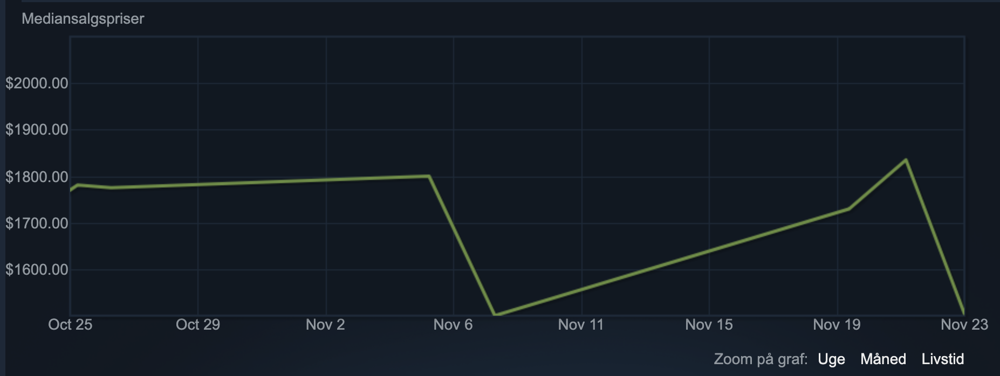 Mediansalgspriser
$2000.00
$1900.00
$1800.00
$1700.00
$1600.00
Oct 25 Oct 29 Nov 2 Nov 6 Nov 11 Nov 15 Nov 19 Nov 23
Zoom på graf: Uge Måned Livstid